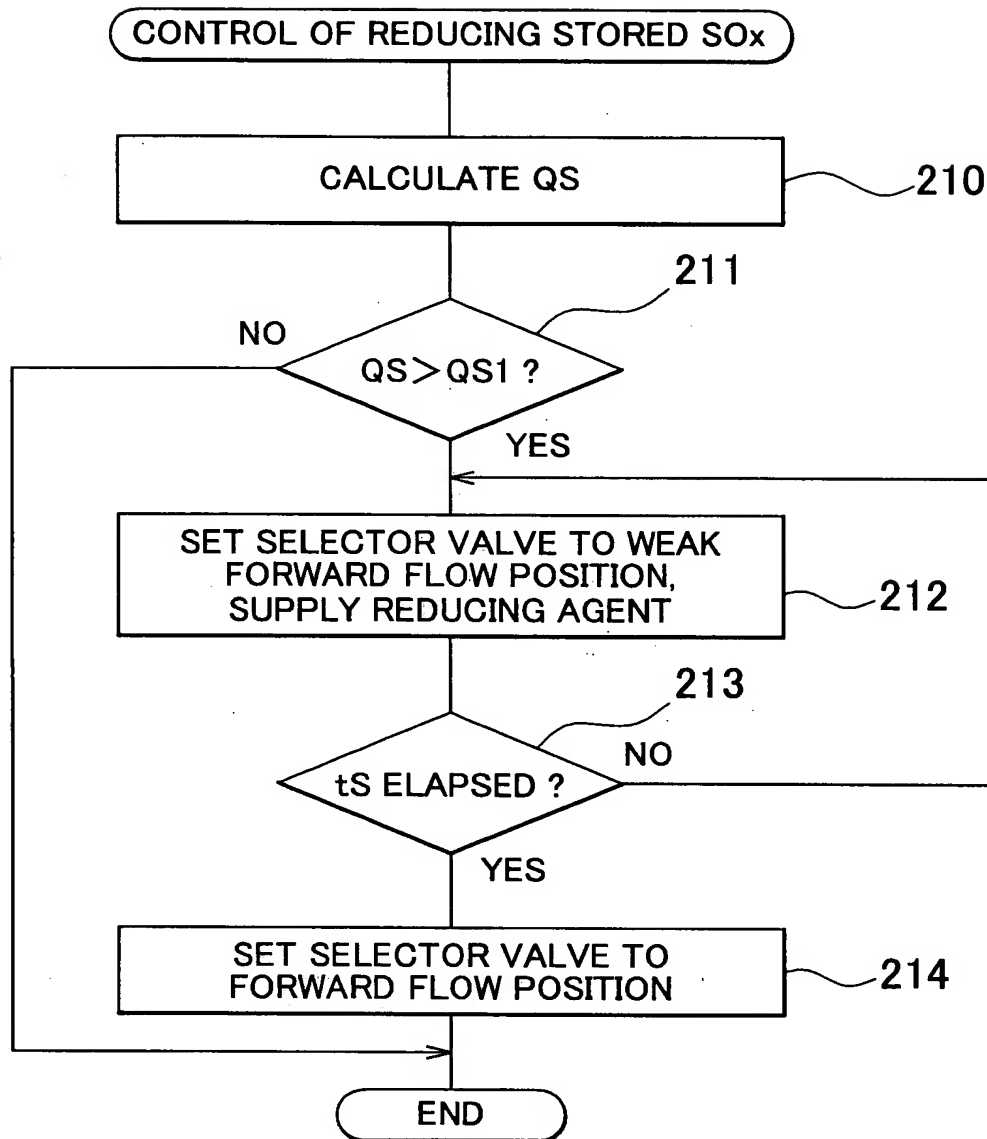 CONTROL OF REDUCING STORED SOx
CALCULATE QS
210
211
NO
QS>QS1 ?
YES
SET SELECTOR VALVE TO WEAK
FORWARD FLOW POSITION,
SUPPLY REDUCING AGENT
212
213
NO
tS ELAPSED ?
YES
SET SELECTOR VALVE TO
FORWARD FLOW POSITION
214
END